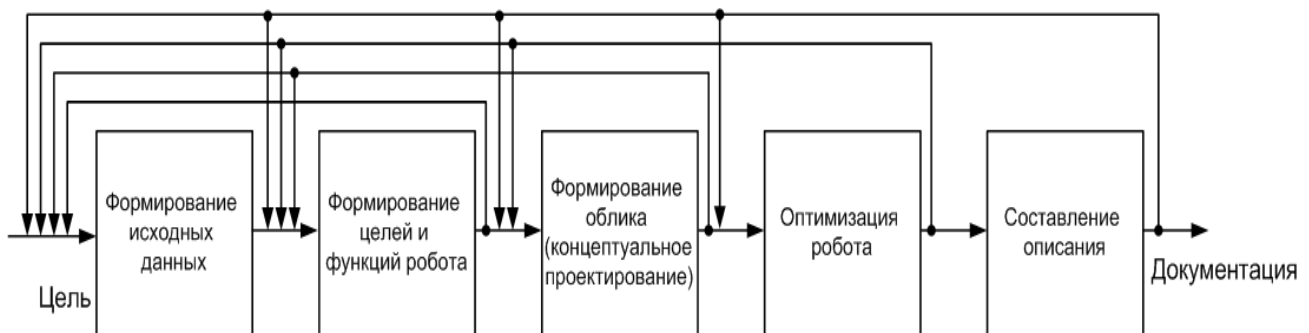 Формирование
исходных
данных
Формирование
целей и
функций робота
Формирование
облика
(концептуальное
проектирование)
Оптимизация
робота
Составление
описания
Цель
Документация